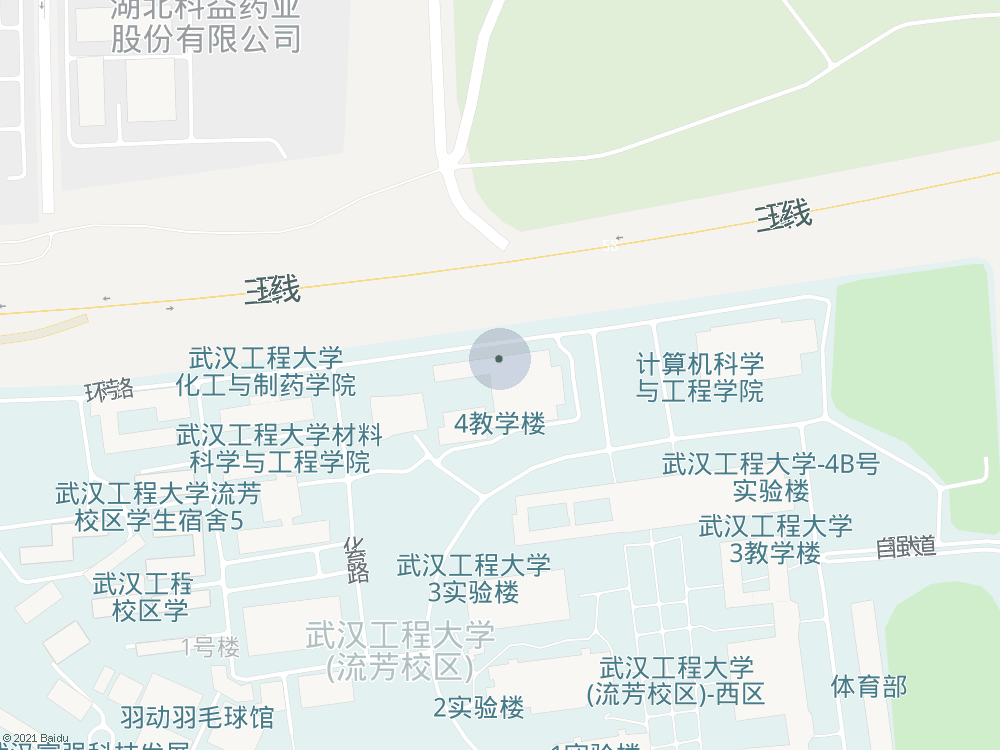 湖北科益药业
股份有限公司
三环线
53
三环线
武汉工程大学
化工与制药学院
计算机科学
与工程学院
环湾路
4教学楼
武汉工程大学材料
科学与工程学院
武汉工程大学-4B号
实验楼
武汉工程大学流芳
校区学生宿舍5
武汉工程大学
3教学楼
自强大道
化育路
武汉工程大学
3实验楼
武汉工程
校区学
武汉工程大学
(流芳校区)
1号楼
武汉工程大学
(流芳校区)-西区
体育部
2实验楼
羽动羽毛球馆
© 2021 Baidu